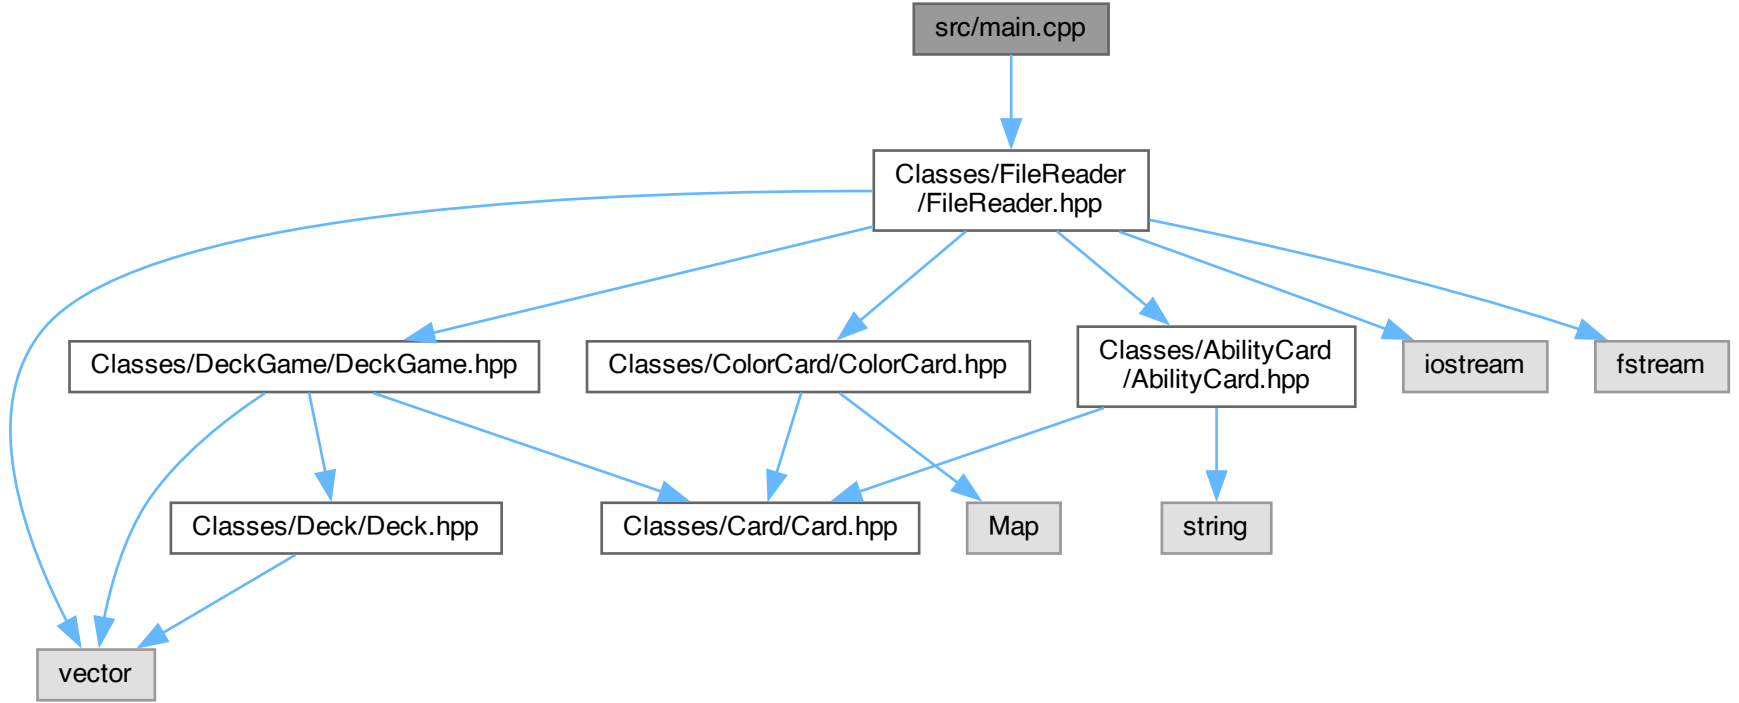 src/main.cpp
Classes/FileReader
/FileReader.hpp
Classes/DeckGame/DeckGame.hpp
Classes/ColorCard/ColorCard.hpp
Classes/AbilityCard
/AbilityCard.hpp
iostream
fstream
Classes/Deck/Deck.hpp
Classes/Card/Card.hpp
Map
string
vector